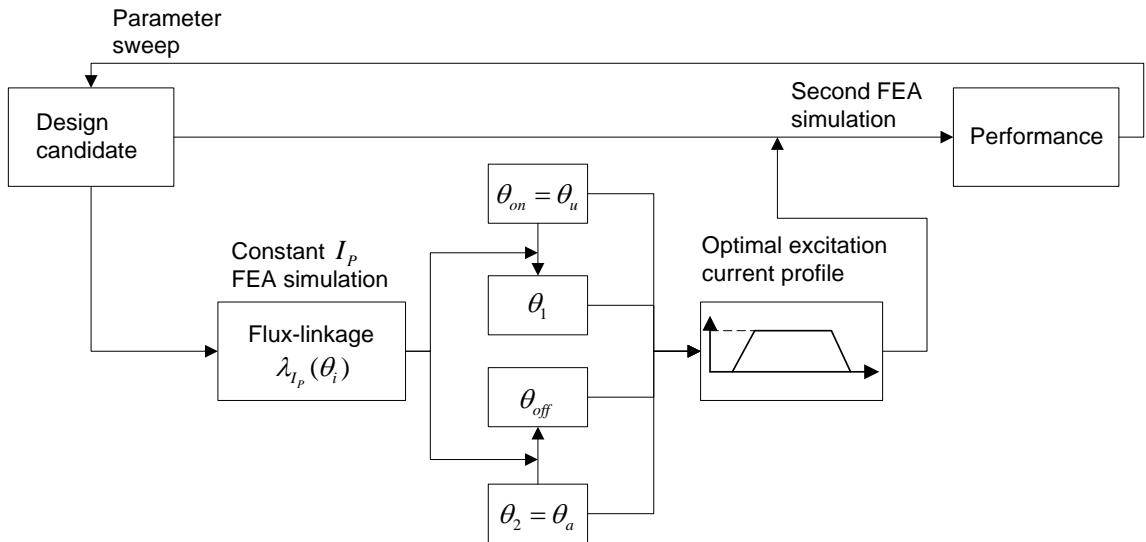 Parameter
sweep
Design
candidate
Second FEA
simulation
Performance
θ_on = θ_u
Constant I_P
FEA simulation
Optimal excitation
current profile
θ_1
Flux-linkage
λ_{I_P}(θ_i)
θ_off
θ_2 = θ_a